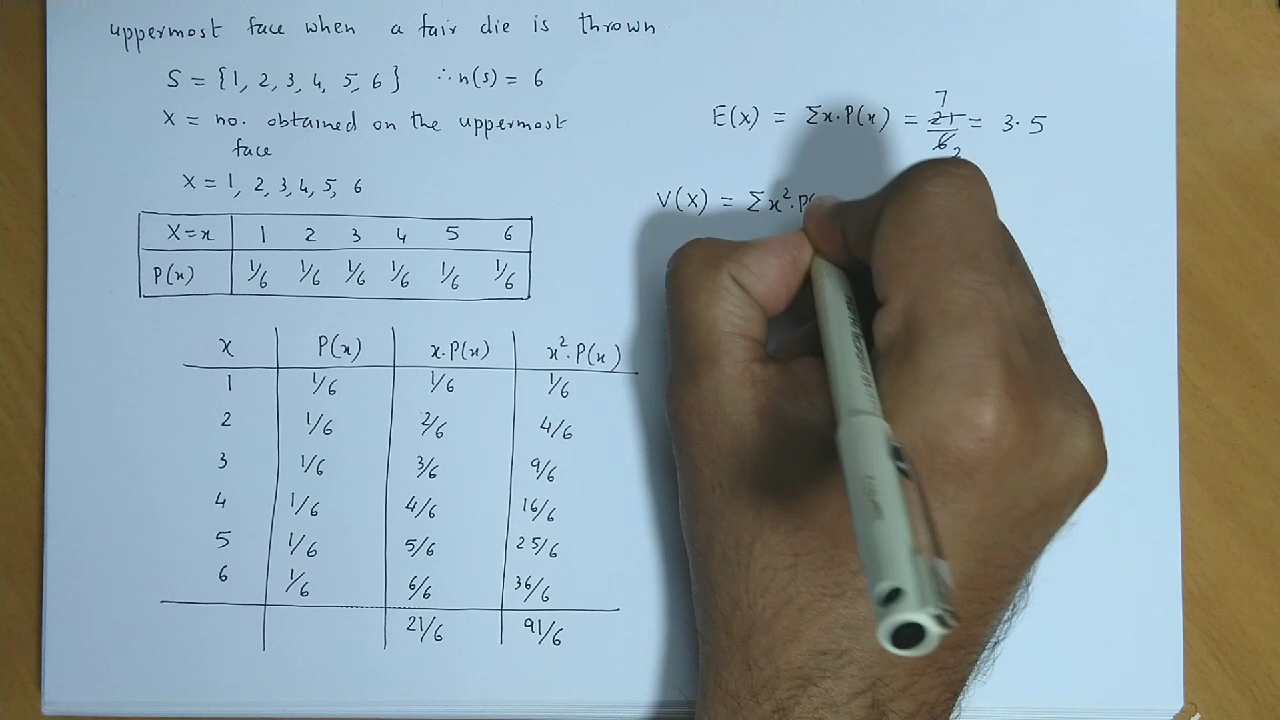 uppermost face when a fair die is thrown
S = {1, 2, 3, 4, 5, 6} ∴ n(s) = 6
X = no. obtained on the uppermost
face
X = 1, 2, 3, 4, 5, 6
X=x 1 2 3 4 5 6
P(x) 1/6 1/6 1/6 1/6 1/6 1/6
X P(x) x.P(x) x².P(x)
1 1/6 1/6 1/6
2 1/6 2/6 4/6
3 1/6 3/6 9/6
4 1/6 4/6 16/6
5 1/6 5/6 25/6
6 1/6 6/6 36/6
21/6 91/6
E(x) = Σx.P(x) = 21/6 7/2 = 3.5
V(X) = Σx².P(